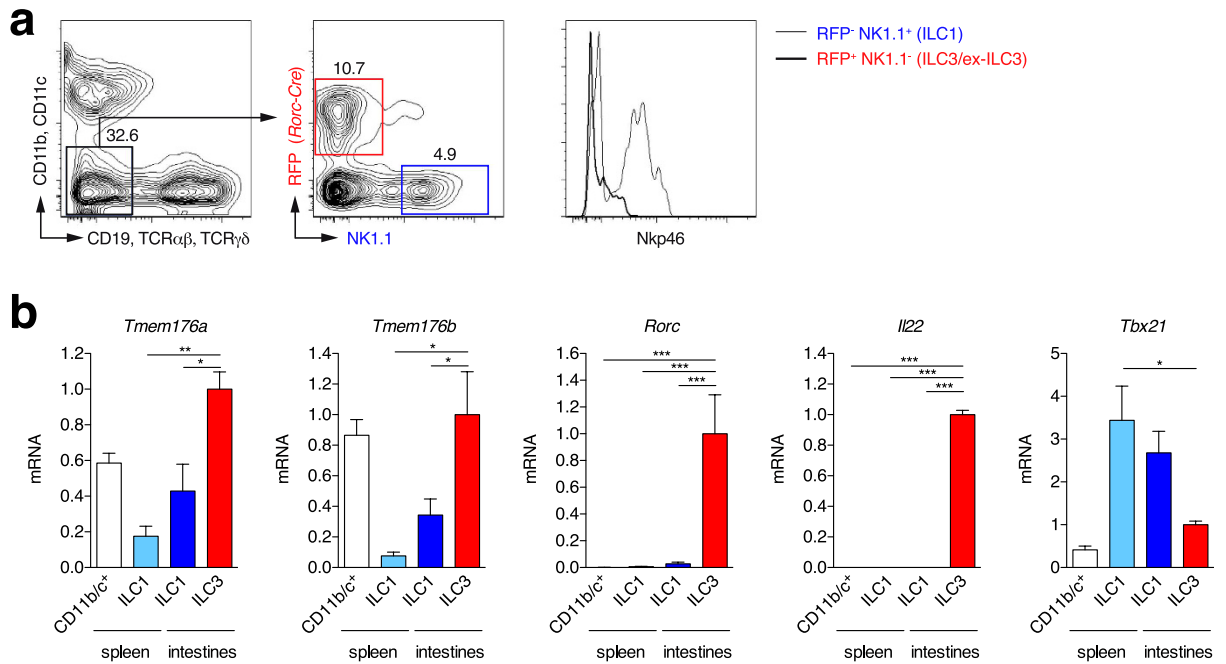 a
CD11b, CD11c
32.6
CD19, TCRαβ, TCRγδ
RFP (Rorc-Cre)
10.7
4.9
NK1.1
Nkp46
RFP⁻ NK1.1⁺ (ILC1)
RFP⁺ NK1.1⁻ (ILC3/ex-ILC3)
b
Tmem176a
mRNA
1.2
1.0
0.8
0.6
0.4
0.2
0.0
**
*
CD11b/c⁺
ILC1
ILC1
ILC3
spleen
intestines
Tmem176b
mRNA
1.4
1.2
1.0
0.8
0.6
0.4
0.2
0.0
*
*
CD11b/c⁺
ILC1
ILC1
ILC3
spleen
intestines
Rorc
mRNA
1.6
1.4
1.2
1.0
0.8
0.6
0.4
0.2
0.0
***
***
***
CD11b/c⁺
ILC1
ILC1
ILC3
spleen
intestines
Il22
mRNA
1.4
1.2
1.0
0.8
0.6
0.4
0.2
0.0
***
***
***
CD11b/c⁺
ILC1
ILC1
ILC3
spleen
intestines
Tbx21
mRNA
5
4
3
2
1
0
*
CD11b/c⁺
ILC1
ILC1
ILC3
spleen
intestines